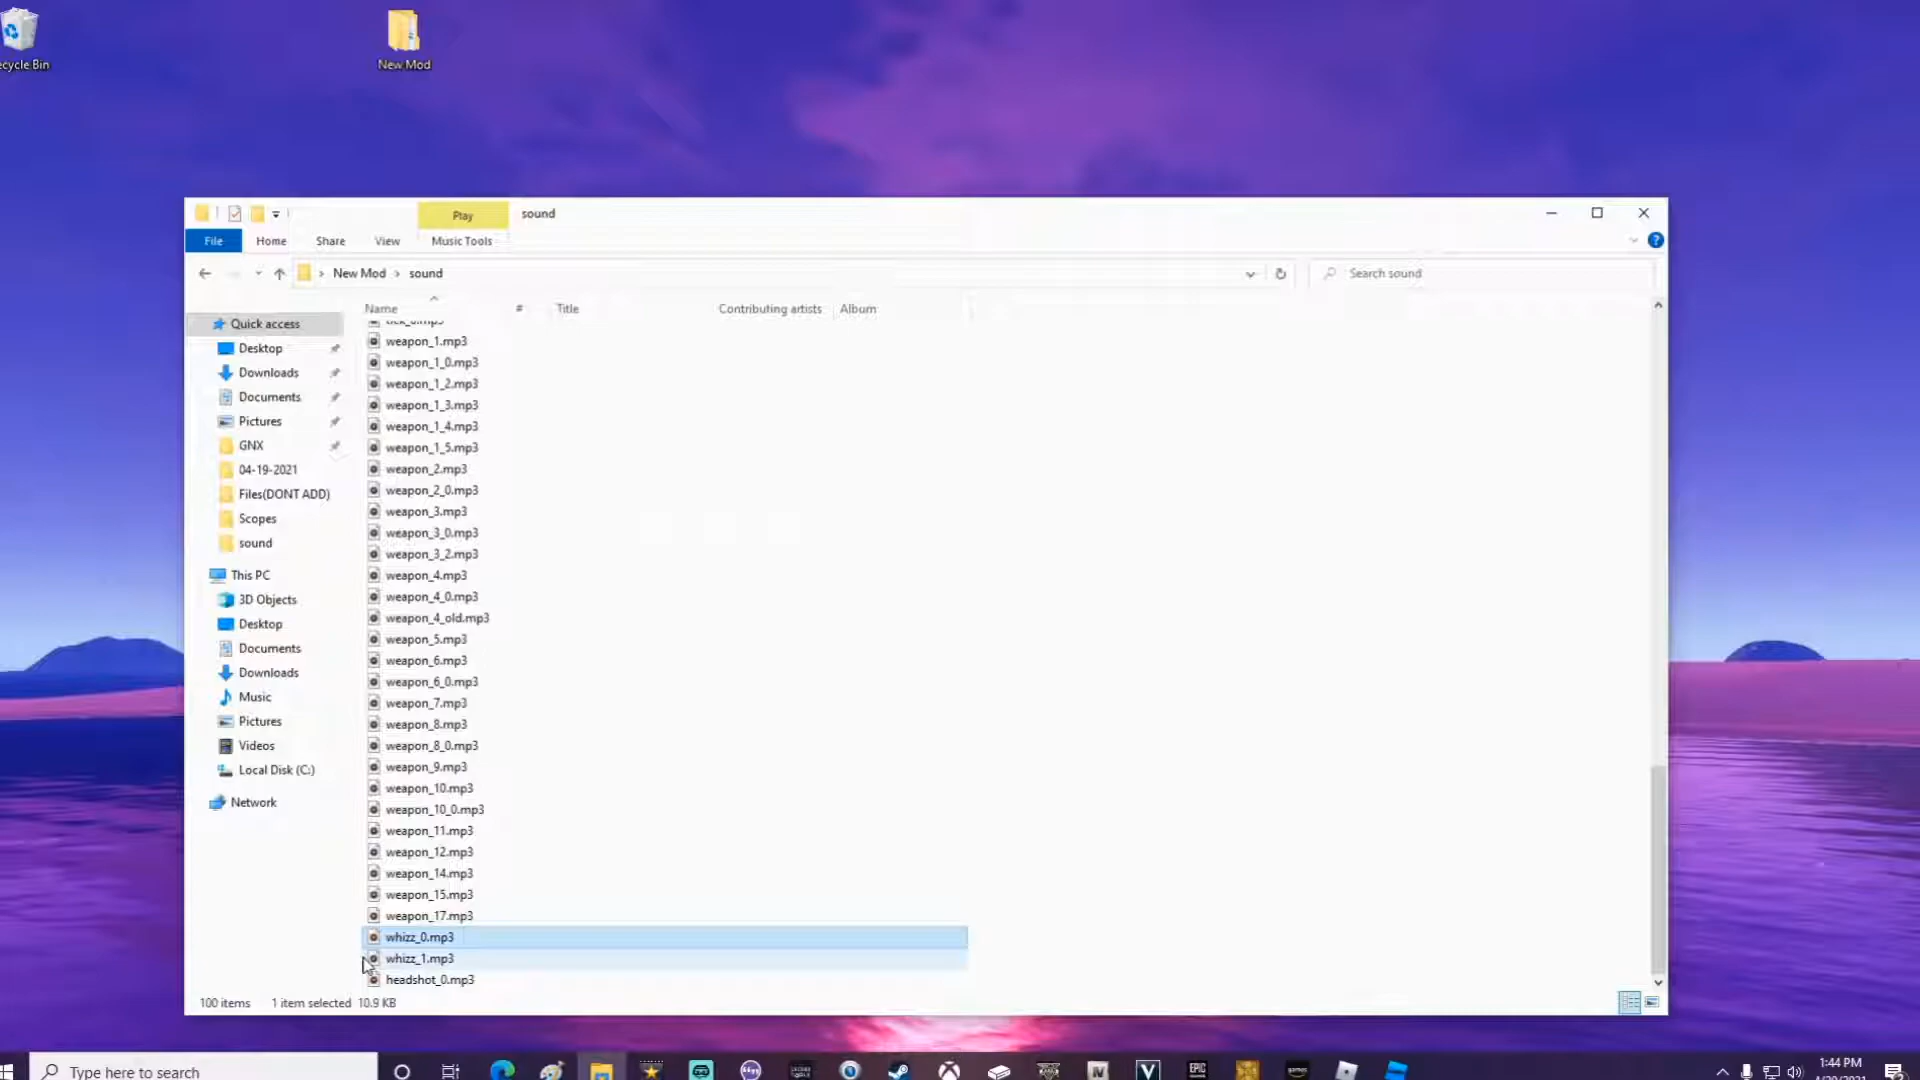 ecycle Bin
New Mod
Play
sound
File
Home
Share
View
Music Tools
New Mod > sound
Search sound
Name
#
Title
Contributing artists
Album
Quick access
Desktop
Downloads
Documents
Pictures
GNX
04-19-2021
Files(DONT ADD)
Scopes
sound
This PC
3D Objects
Desktop
Documents
Downloads
Music
Pictures
Videos
Local Disk (C:)
Network
weapon_1.mp3
weapon_1_0.mp3
weapon_1_2.mp3
weapon_1_3.mp3
weapon_1_4.mp3
weapon_1_5.mp3
weapon_2.mp3
weapon_2_0.mp3
weapon_3.mp3
weapon_3_0.mp3
weapon_3_2.mp3
weapon_4.mp3
weapon_4_0.mp3
weapon_4_old.mp3
weapon_5.mp3
weapon_6.mp3
weapon_6_0.mp3
weapon_7.mp3
weapon_8.mp3
weapon_8_0.mp3
weapon_9.mp3
weapon_10.mp3
weapon_10_0.mp3
weapon_11.mp3
weapon_12.mp3
weapon_14.mp3
weapon_15.mp3
weapon_17.mp3
whizz_0.mp3
whizz_1.mp3
headshot_0.mp3
100 items
1 item selected 10.9 KB
Type here to search
EPIC
1:44 PM